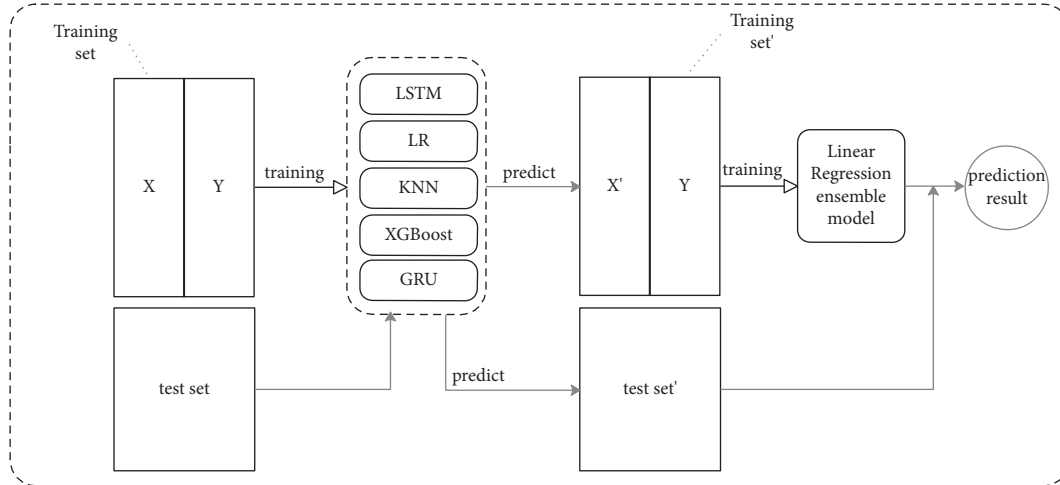 Training
set
Training
set'
X
Y
training
LSTM
LR
KNN
XGBoost
GRU
predict
X'
Y
training
Linear
Regression
ensemble
model
prediction
result
test set
predict
test set'